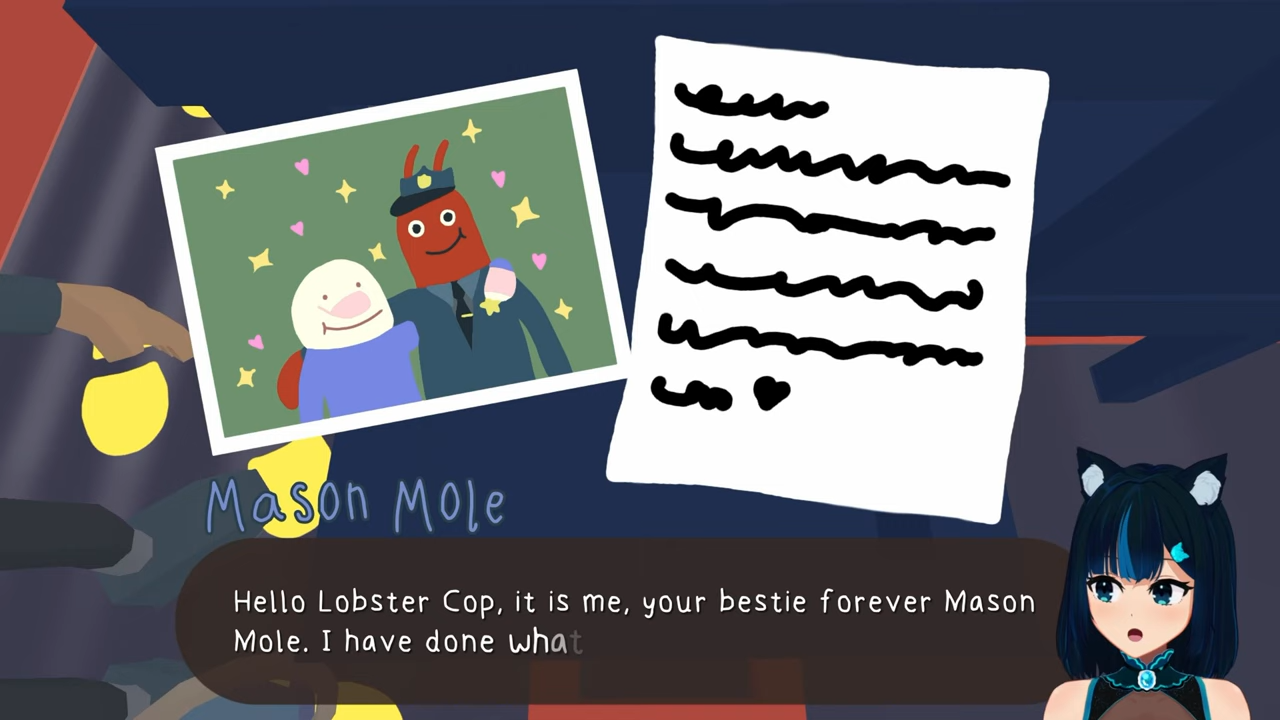 Mason Mole
Hello Lobster Cop, it is me, your bestie forever Mason
Mole. I have done what